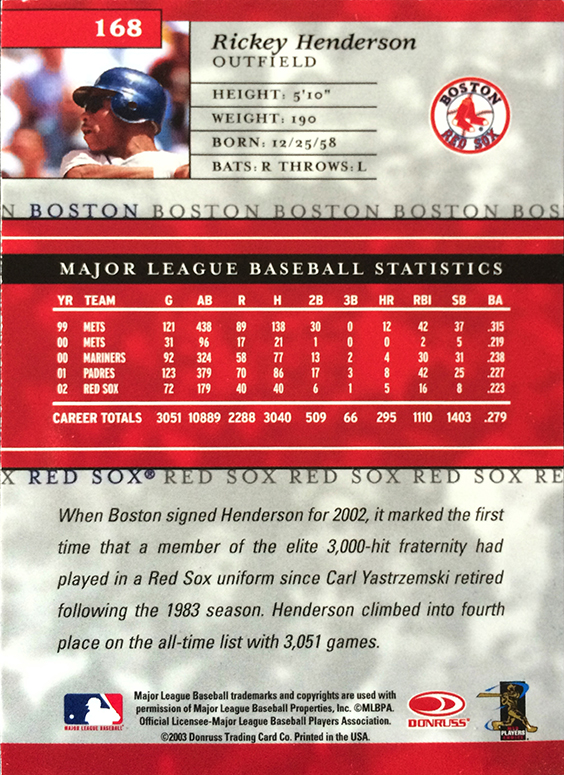 168
Rickey Henderson
OUTFIELD
HEIGHT: 5'10"
WEIGHT: 190
BORN: 12/25/58
BATS: R THROWS: L
BOSTON
RED SOX
N BOSTON BOSTON BOSTON BOSTON BOS
MAJOR LEAGUE BASEBALL STATISTICS
YR TEAM G AB R H 2B 3B HR RBI SB BA
99 METS 121 438 89 138 30 0 12 42 37 .315
00 METS 31 96 17 21 1 0 0 2 5 .219
00 MARINERS 92 324 58 77 13 2 4 30 31 .238
01 PADRES 123 379 70 86 17 3 8 42 25 .227
02 RED SOX 72 179 40 40 6 1 5 16 8 .223
CAREER TOTALS 3051 10889 2288 3040 509 66 295 1110 1403 .279
X RED SOX® RED SOX RED SOX RED SOX RE
When Boston signed Henderson for 2002, it marked the first
time that a member of the elite 3,000-hit fraternity had
played in a Red Sox uniform since Carl Yastrzemski retired
following the 1983 season. Henderson climbed into fourth
place on the all-time list with 3,051 games.
MAJOR LEAGUE BASEBALL
Major League Baseball trademarks and copyrights are used with
permission of Major League Baseball Properties, Inc. ©MLBPA.
Official Licensee-Major League Baseball Players Association.
©2003 Donruss Trading Card Co. Printed in the USA.
DONRUSS
PLAYERS
CHOICE